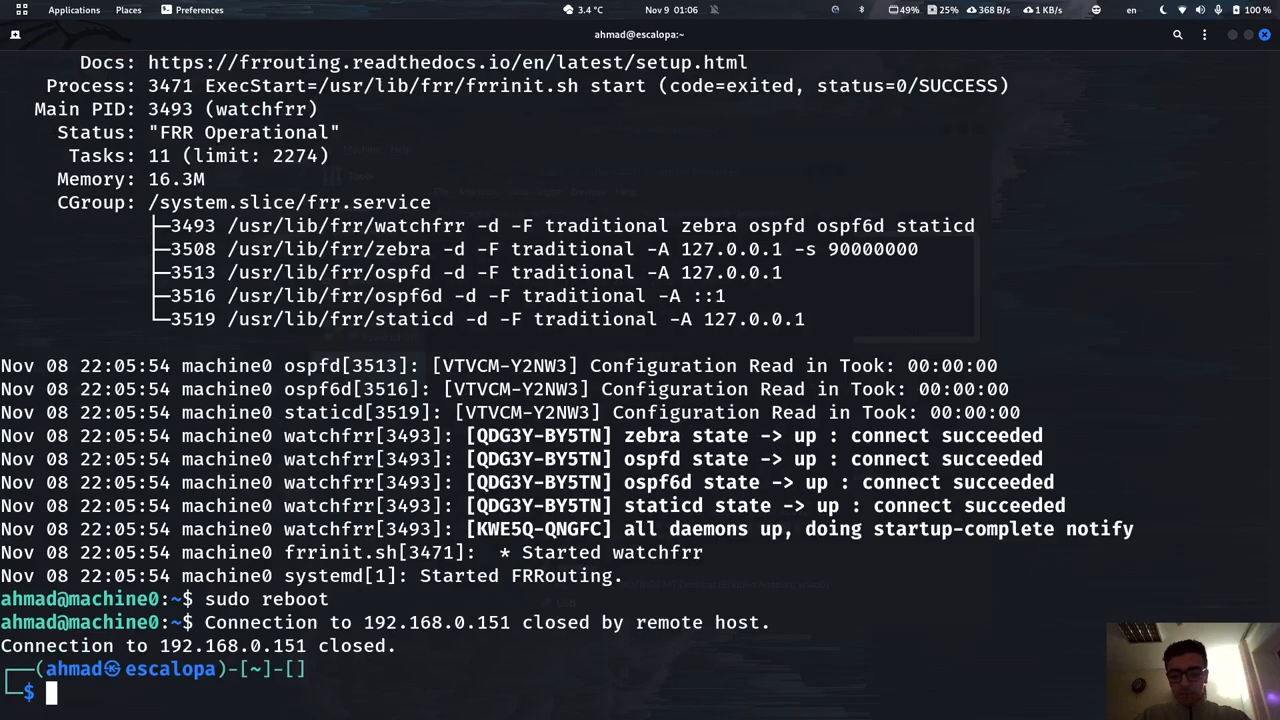 Applications Places Preferences 3.4 °C Nov 9 01:06 49% 25% 368 B/s 1 KB/s en 100 %
ahmad@escalopa:~
Docs: https://frrouting.readthedocs.io/en/latest/setup.html
Process: 3471 ExecStart=/usr/lib/frr/frrinit.sh start (code=exited, status=0/SUCCESS)
Main PID: 3493 (watchfrr)
Status: "FRR Operational"
Tasks: 11 (limit: 2274)
Memory: 16.3M
CGroup: /system.slice/frr.service
├─3493 /usr/lib/frr/watchfrr -d -F traditional zebra ospfd ospf6d staticd
├─3508 /usr/lib/frr/zebra -d -F traditional -A 127.0.0.1 -s 90000000
├─3513 /usr/lib/frr/ospfd -d -F traditional -A 127.0.0.1
├─3516 /usr/lib/frr/ospf6d -d -F traditional -A ::1
└─3519 /usr/lib/frr/staticd -d -F traditional -A 127.0.0.1
Nov 08 22:05:54 machine0 ospfd[3513]: [VTVCM-Y2NW3] Configuration Read in Took: 00:00:00
Nov 08 22:05:54 machine0 ospf6d[3516]: [VTVCM-Y2NW3] Configuration Read in Took: 00:00:00
Nov 08 22:05:54 machine0 staticd[3519]: [VTVCM-Y2NW3] Configuration Read in Took: 00:00:00
Nov 08 22:05:54 machine0 watchfrr[3493]: [QDG3Y-BY5TN] zebra state -> up : connect succeeded
Nov 08 22:05:54 machine0 watchfrr[3493]: [QDG3Y-BY5TN] ospfd state -> up : connect succeeded
Nov 08 22:05:54 machine0 watchfrr[3493]: [QDG3Y-BY5TN] ospf6d state -> up : connect succeeded
Nov 08 22:05:54 machine0 watchfrr[3493]: [QDG3Y-BY5TN] staticd state -> up : connect succeeded
Nov 08 22:05:54 machine0 watchfrr[3493]: [KWE5Q-QNGFC] all daemons up, doing startup-complete notify
Nov 08 22:05:54 machine0 frrinit.sh[3471]:  * Started watchfrr
Nov 08 22:05:54 machine0 systemd[1]: Started FRRouting.
ahmad@machine0:~$ sudo reboot
ahmad@machine0:~$ Connection to 192.168.0.151 closed by remote host.
Connection to 192.168.0.151 closed.
┌──(ahmad㉿escalopa)-[~]-[]
└─$